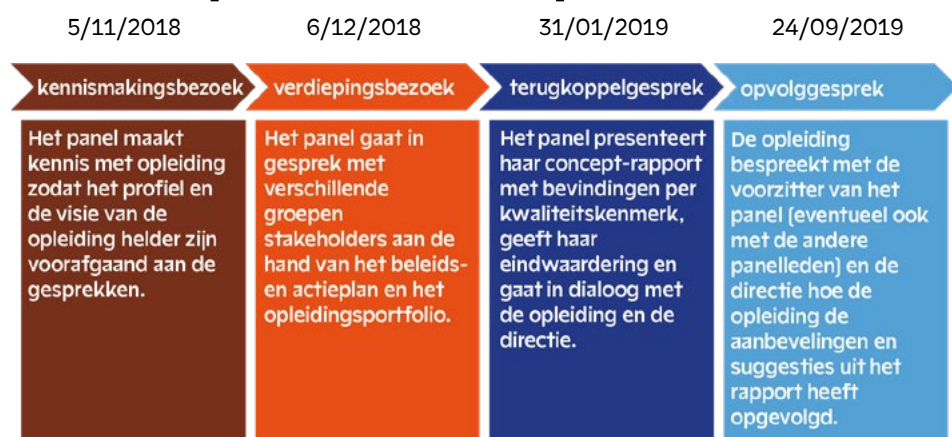 5/11/2018
6/12/2018
31/01/2019
24/09/2019
kennismakingsbezoek
verdiepingsbezoek
terugkoppelgesprek
opvolggesprek
Het panel maakt
kennis met opleiding
zodat het profiel en
de visie van de
opleiding helder zijn
voorafgaand aan de
gesprekken.
Het panel gaat in
gesprek met
verschillende
groepen
stakeholders aan de
hand van het beleids-
en actieplan en het
opleidingsportfolio.
Het panel presenteert
haar concept-rapport
met bevindingen per
kwaliteitskenmerk,
geeft haar
eindwaardering en
gaat in dialoog met
de opleiding en de
directie.
De opleiding
bespreekt met de
voorzitter van het
panel (eventueel ook
met de andere
panelleden) en de
directie hoe de
opleiding de
aanbevelingen en
suggesties uit het
rapport heeft
opgevolgd.